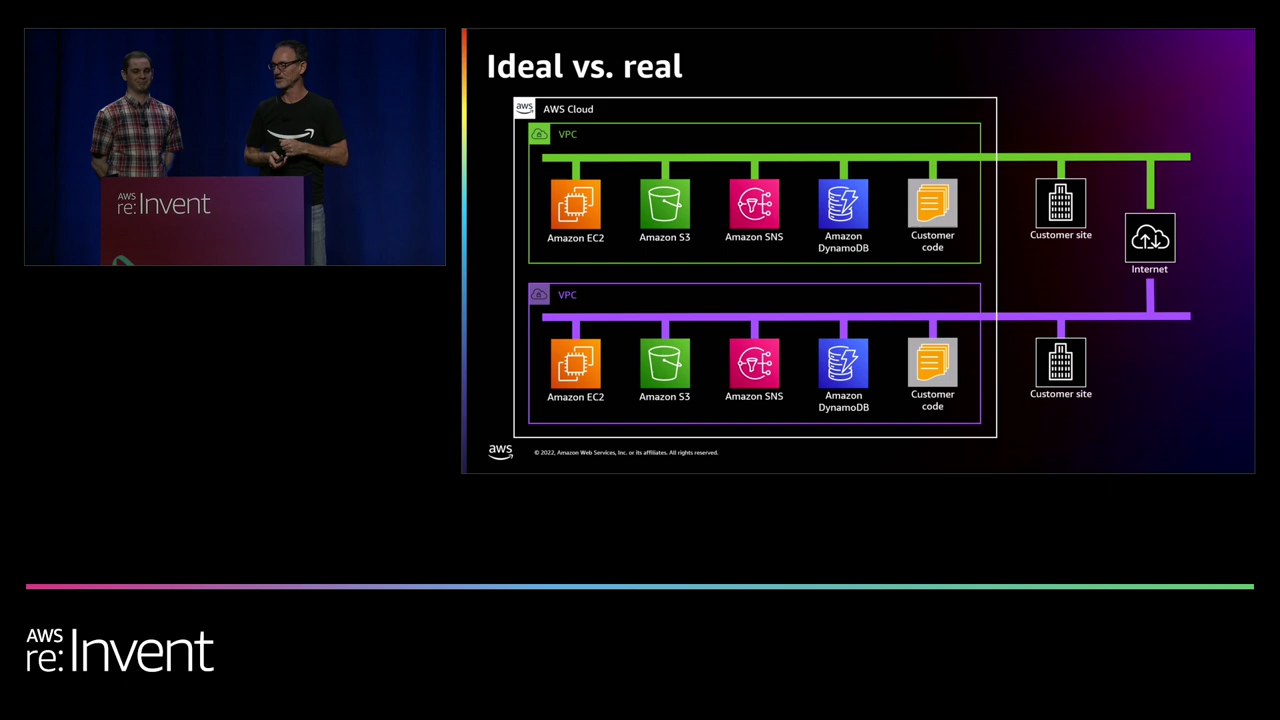 AWS
re:Invent
Ideal vs. real
aws
AWS Cloud
VPC
Amazon EC2
Amazon S3
Amazon SNS
Amazon
DynamoDB
Customer
code
Customer site
Internet
VPC
Amazon EC2
Amazon S3
Amazon SNS
Amazon
DynamoDB
Customer
code
Customer site
aws
© 2022, Amazon Web Services, Inc. or its affiliates. All rights reserved.
AWS
re:Invent